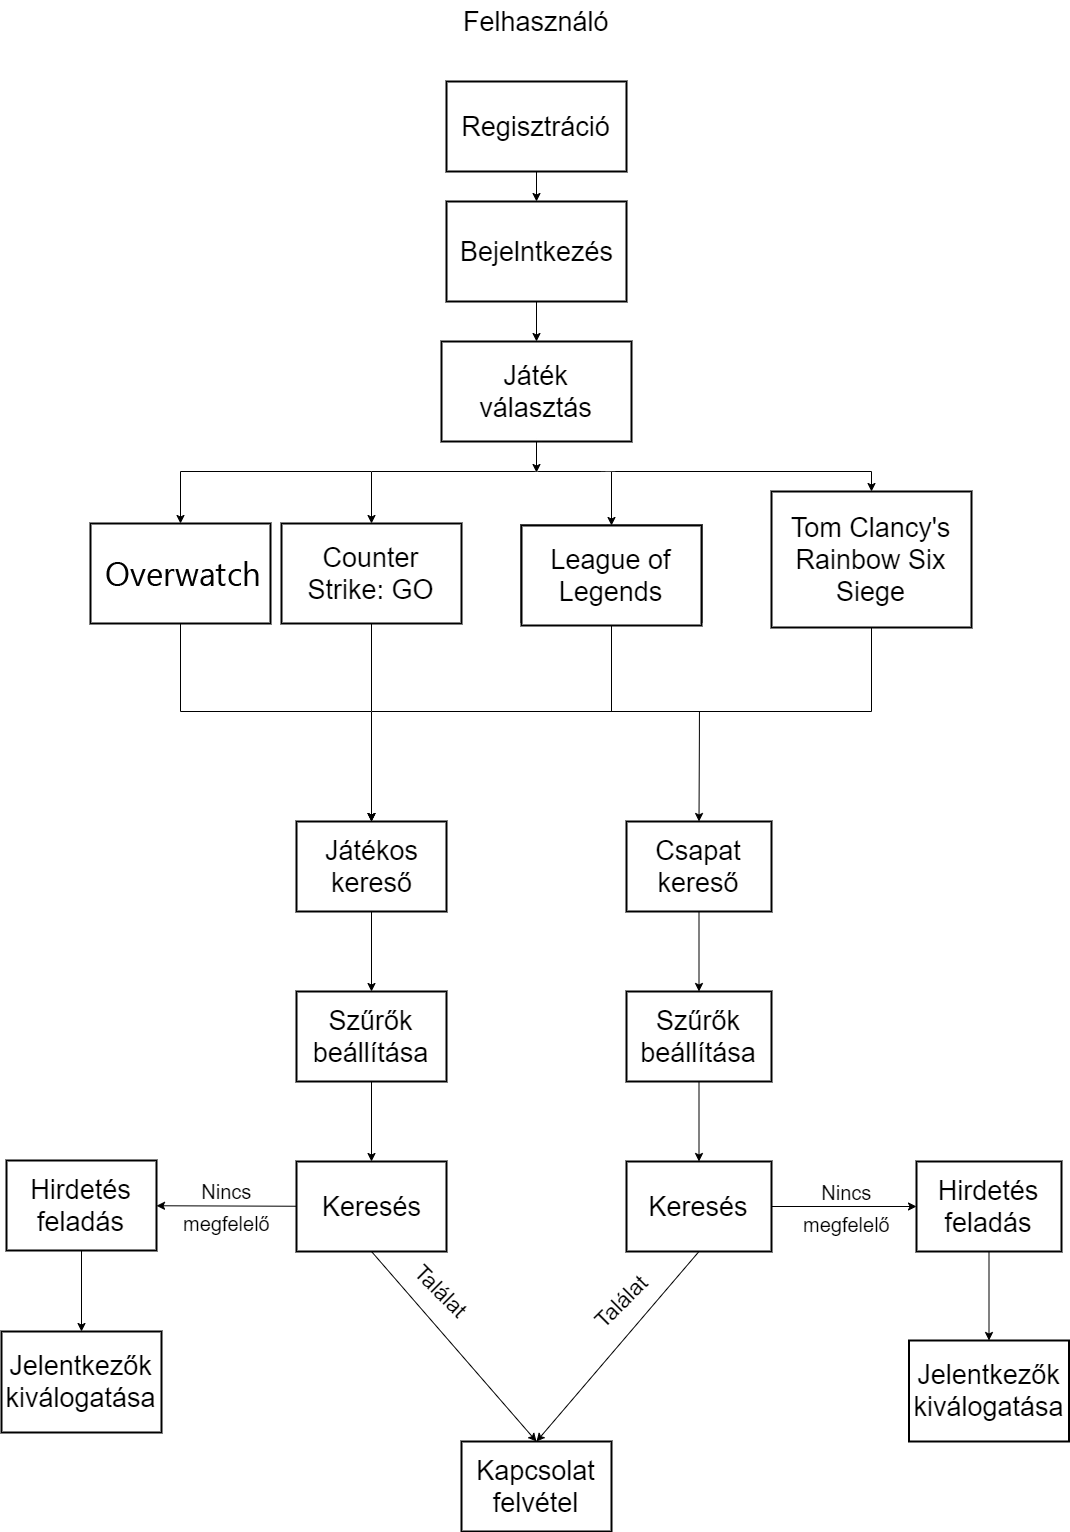 Felhasználó
Regisztráció
Bejelntkezés
Játék
választás
Overwatch
Counter
Strike: GO
League of
Legends
Tom Clancy's
Rainbow Six
Siege
Játékos
kereső
Csapat
kereső
Szűrők
beállítása
Szűrők
beállítása
Hirdetés
feladás
Nincs
megfelelő
Keresés
Keresés
Nincs
megfelelő
Hirdetés
feladás
Találat
Találat
Jelentkezők
kiválogatása
Jelentkezők
kiválogatása
Kapcsolat
felvétel